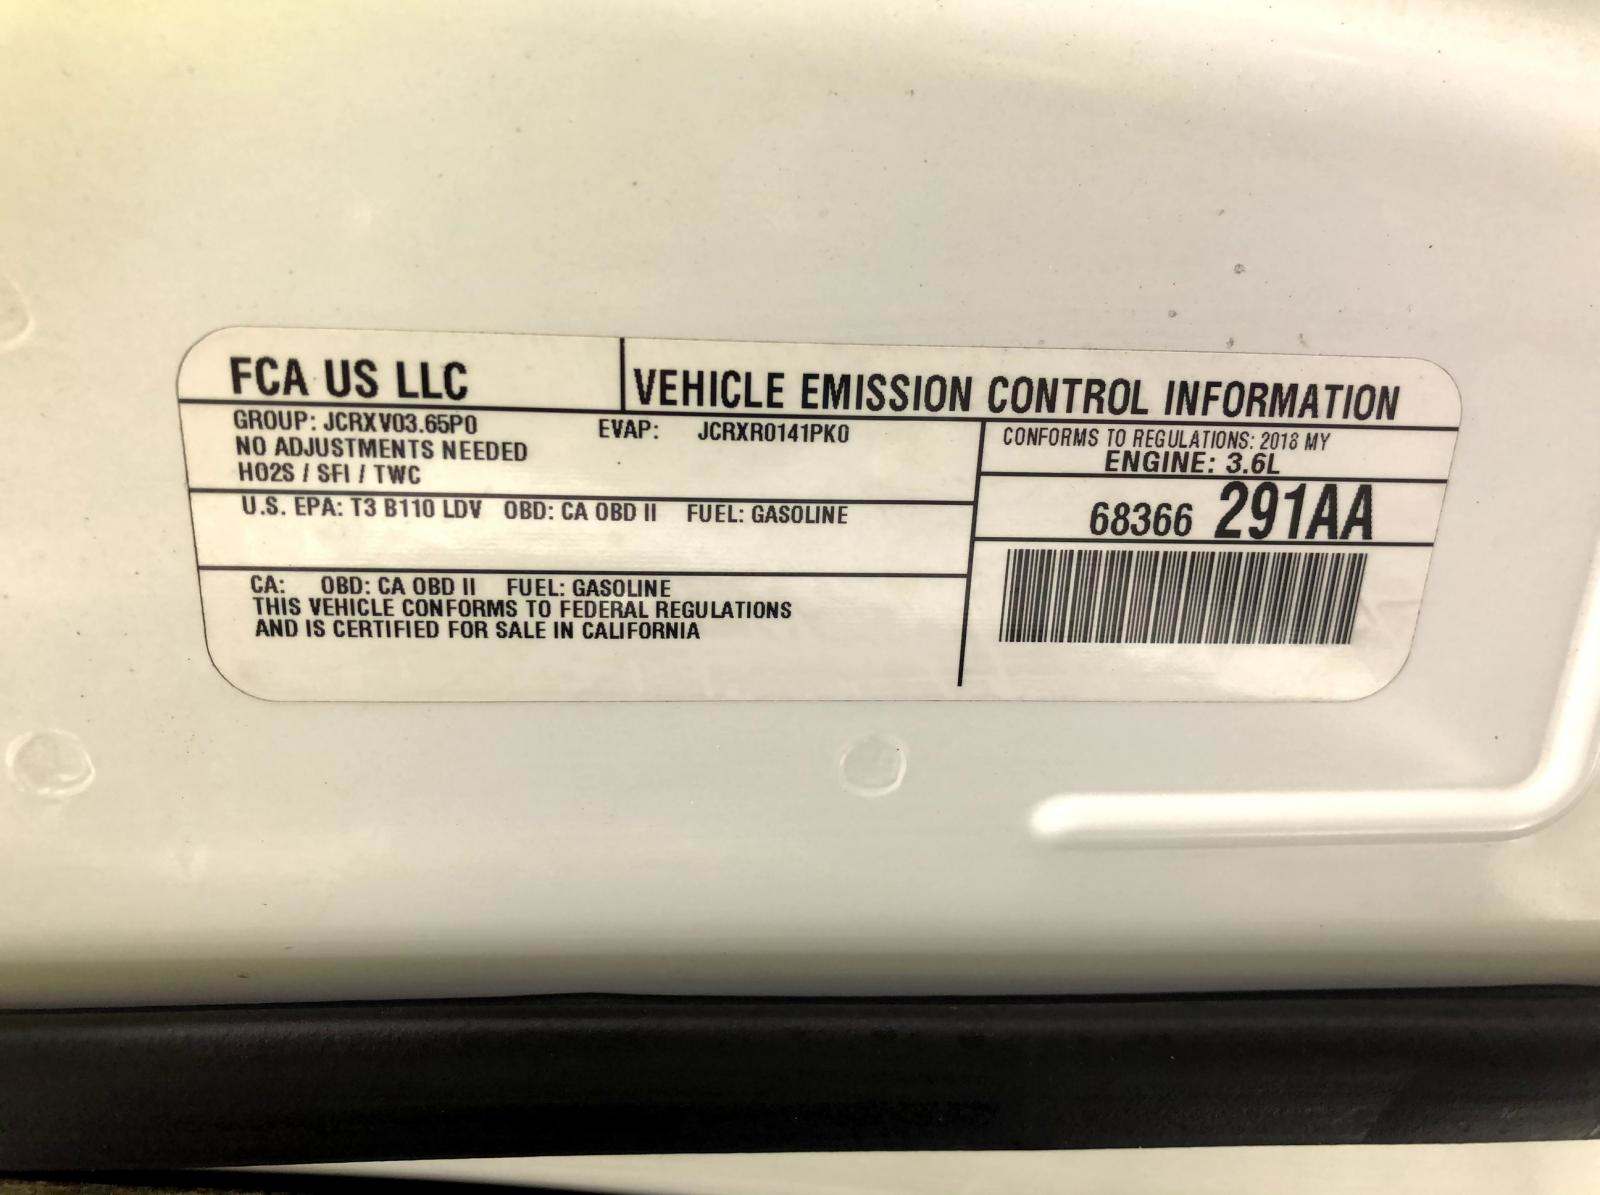 FCA US LLC
VEHICLE EMISSION CONTROL INFORMATION
GROUP: JCRXV03.65P0 EVAP: JCRXR0141PK0
NO ADJUSTMENTS NEEDED
HO2S / SFI / TWC
CONFORMS TO REGULATIONS: 2018 MY
ENGINE: 3.6L
U.S. EPA: T3 B110 LDV OBD: CA OBD II FUEL: GASOLINE
68366 291AA
CA: OBD: CA OBD II FUEL: GASOLINE
THIS VEHICLE CONFORMS TO FEDERAL REGULATIONS
AND IS CERTIFIED FOR SALE IN CALIFORNIA